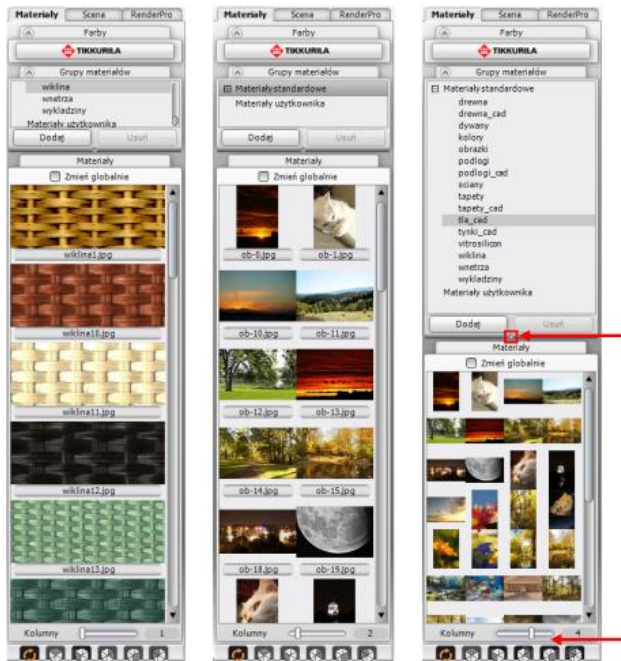 Materiały Scena RenderPro
Farby
TIKKURILA
Grupy materiałów
wiklina
wnetrza
wykladziny
Materiały użytkownika
Dodaj Usuń
Materiały
Zmień globalnie
wiklina1.jpg
wiklina10.jpg
wiklina11.jpg
wiklina12.jpg
wiklina13.jpg
Kolumny 1
Materiały Scena RenderPro
Farby
TIKKURILA
Grupy materiałów
Materiały standardowe
Materiały użytkownika
Dodaj Usuń
Materiały
Zmień globalnie
ob-0.jpg ob-1.jpg
ob-10.jpg ob-11.jpg
ob-12.jpg ob-13.jpg
ob-14.jpg ob-15.jpg
ob-18.jpg ob-19.jpg
Kolumny 2
Materiały Scena RenderPro
Farby
TIKKURILA
Grupy materiałów
Materiały standardowe
drewna
drewna_cad
dywany
kolory
obrazki
podlogi
podlogi_cad
sciany
tapety
tapety_cad
tla_cad
tynki_cad
vitrosilicon
wiklina
wnetrza
wykladziny
Materiały użytkownika
Dodaj Usuń
Materiały
Zmień globalnie
Kolumny 4